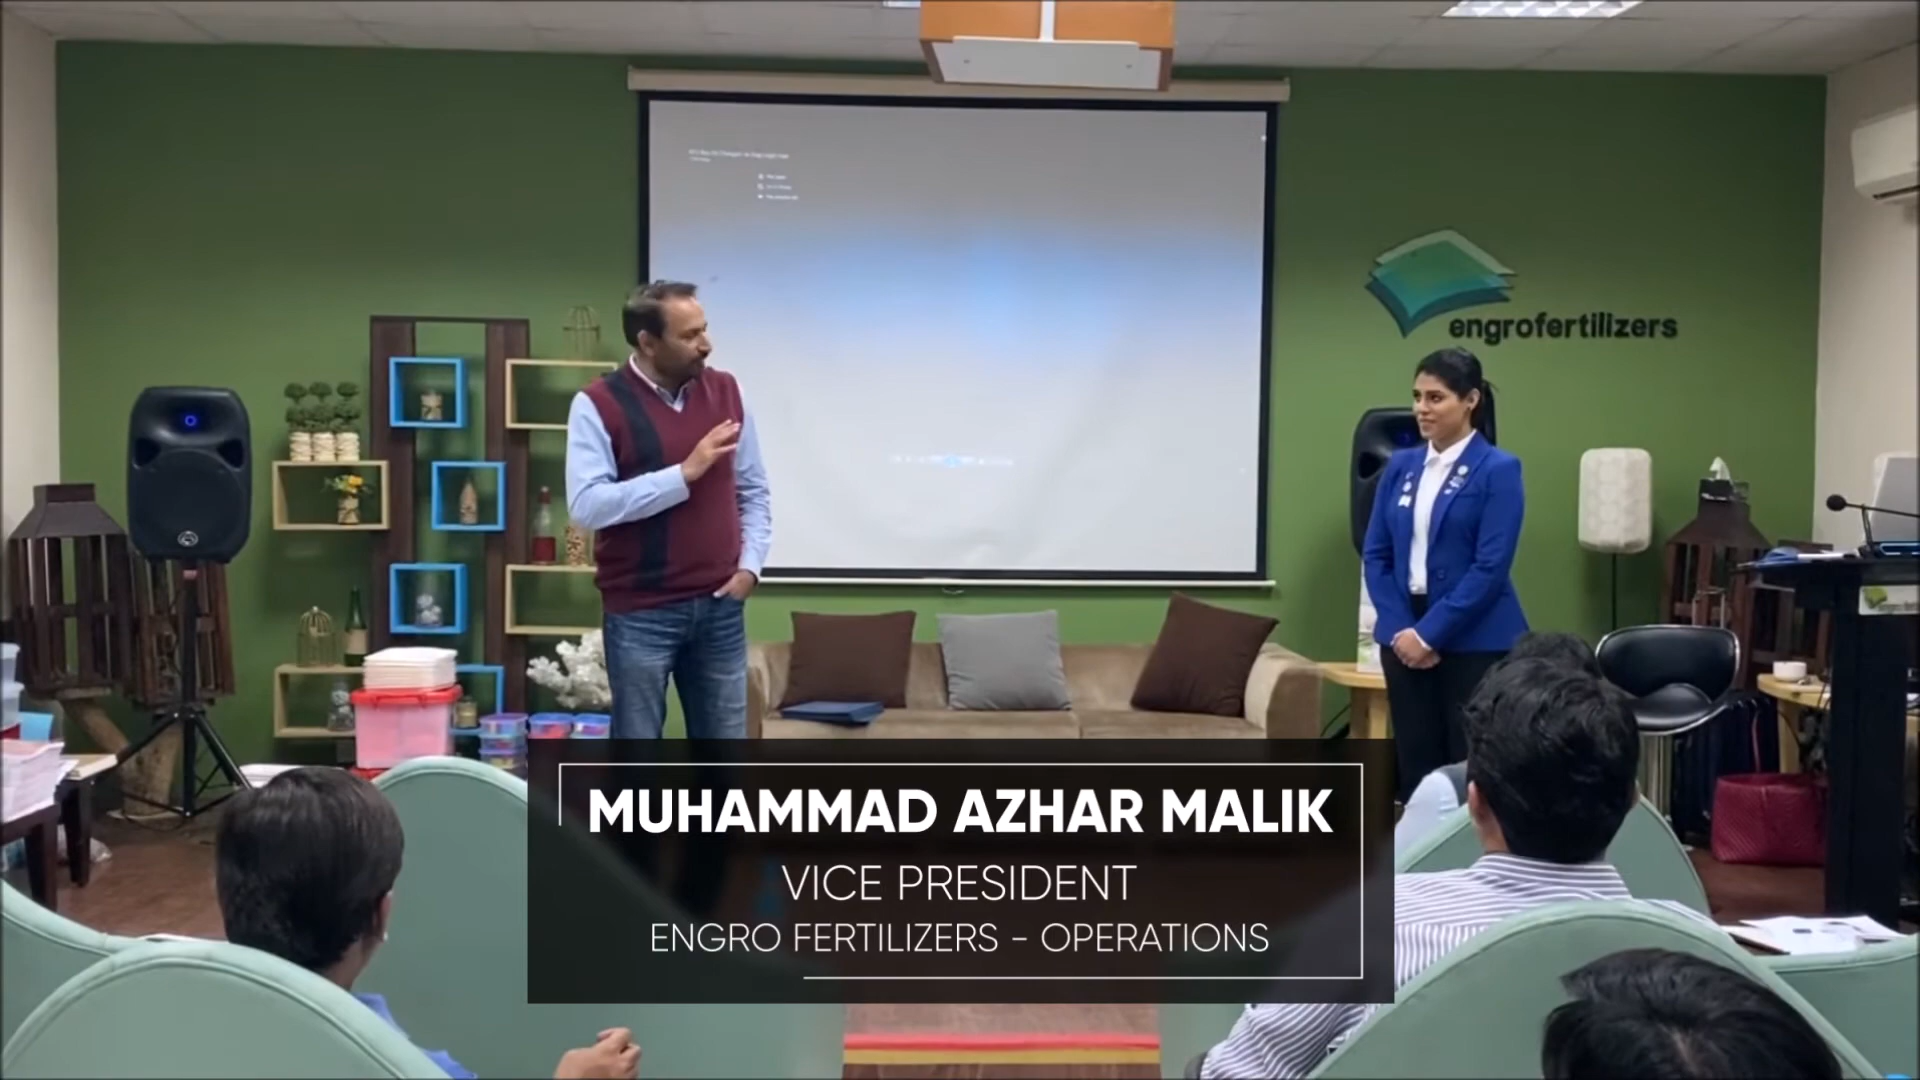 engrofertilizers
MUHAMMAD AZHAR MALIK
VICE PRESIDENT
ENGRO FERTILIZERS - OPERATIONS